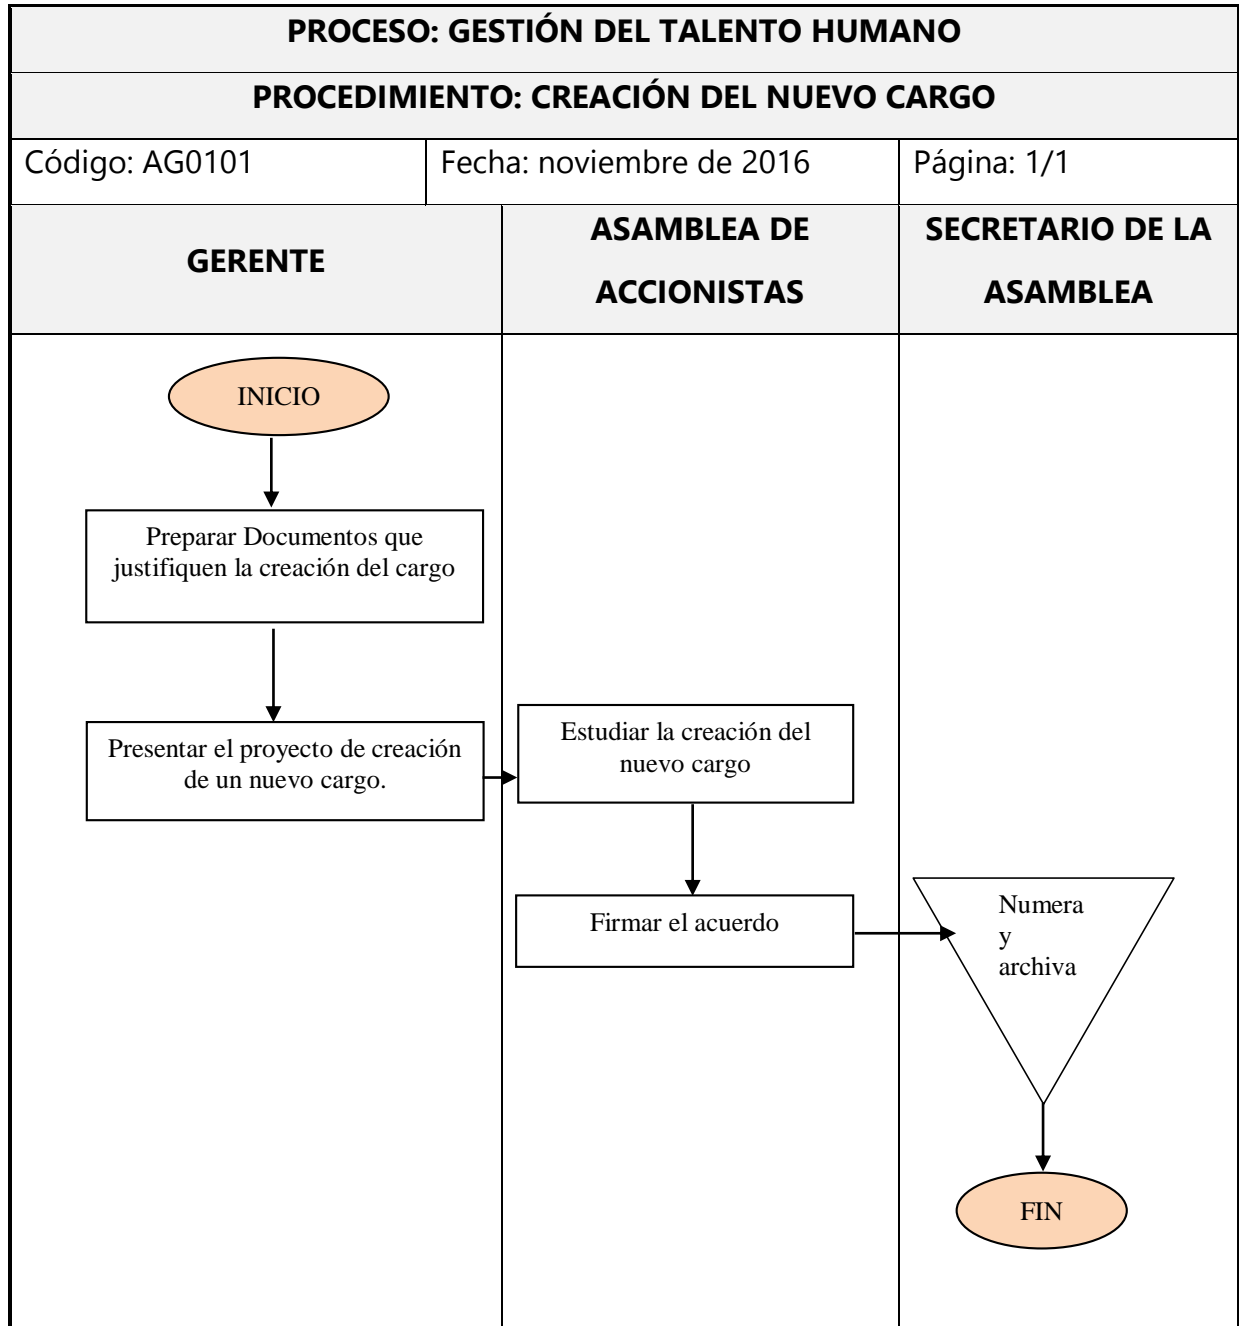 PROCESO: GESTIÓN DEL TALENTO HUMANO
PROCEDIMIENTO: CREACIÓN DEL NUEVO CARGO
Código: AG0101
Fecha: noviembre de 2016
Página: 1/1
GERENTE
ASAMBLEA DE
ACCIONISTAS
SECRETARIO DE LA
ASAMBLEA
INICIO
Preparar Documentos que
justifiquen la creación del cargo
Presentar el proyecto de creación
de un nuevo cargo.
Estudiar la creación del
nuevo cargo
Firmar el acuerdo
Numera
y
archiva
FIN